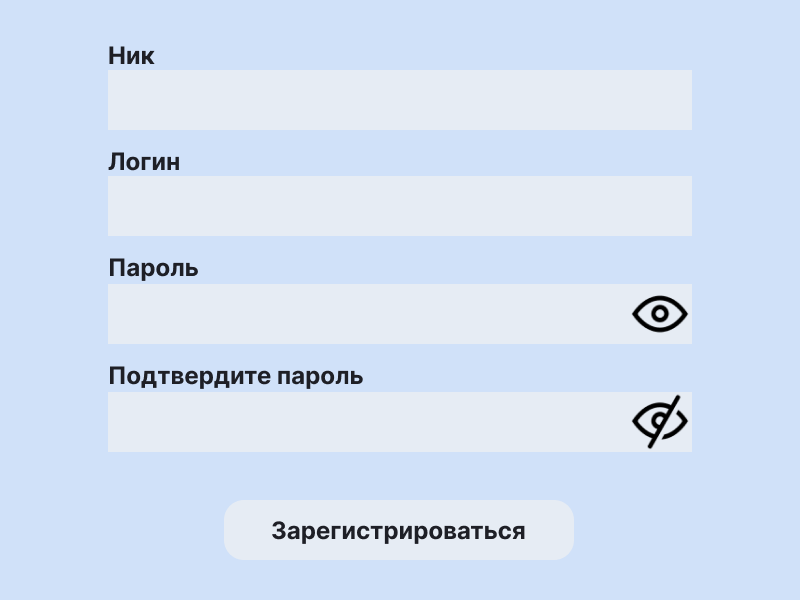 Ник
Логин
Пароль
Подтвердите пароль
Зарегистрироваться